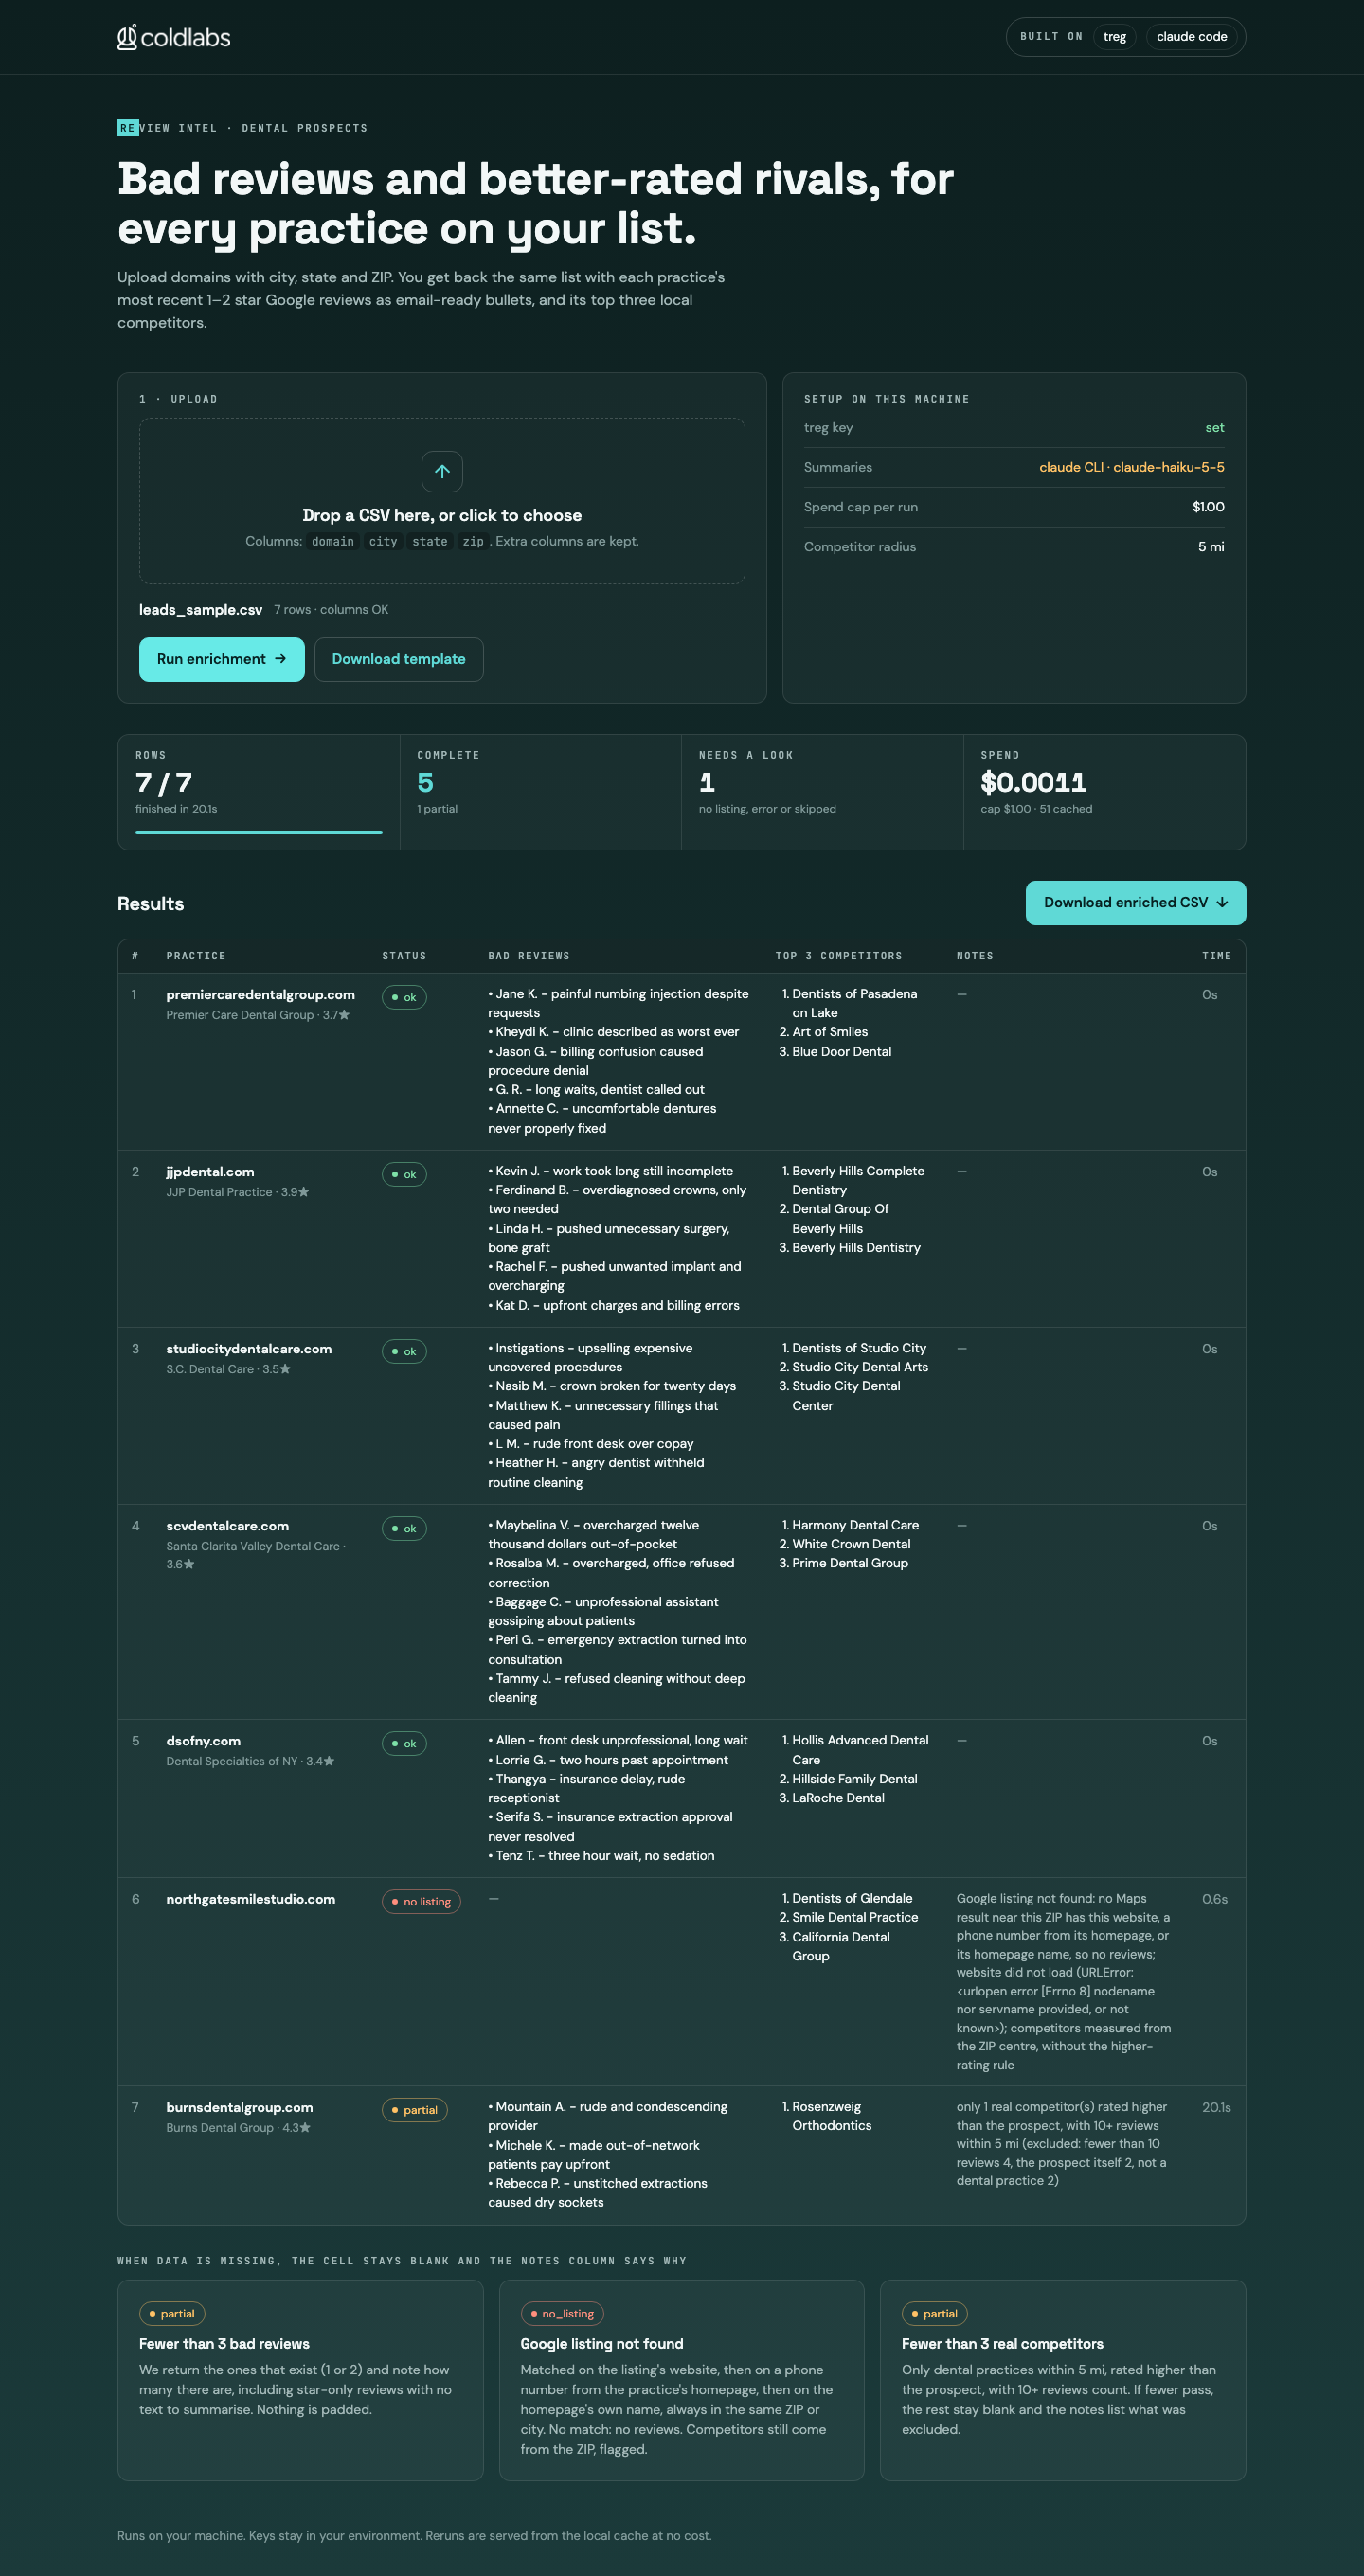 coldlabs
BUILT ON treg claude code
REVIEW INTEL · DENTAL PROSPECTS
Bad reviews and better-rated rivals, for
every practice on your list.
Upload domains with city, state and ZIP. You get back the same list with each practice's
most recent 1–2 star Google reviews as email-ready bullets, and its top three local
competitors.
1 · UPLOAD
Drop a CSV here, or click to choose
Columns: domain city state zip. Extra columns are kept.
leads_sample.csv 7 rows · columns OK
Run enrichment →
Download template
SETUP ON THIS MACHINE
treg key set
Summaries claude CLI · claude-haiku-5-5
Spend cap per run $1.00
Competitor radius 5 mi
ROWS
7 / 7
finished in 20.1s
COMPLETE
5
1 partial
NEEDS A LOOK
1
no listing, error or skipped
SPEND
$0.0011
cap $1.00 · 51 cached
Results
Download enriched CSV ↓
# PRACTICE STATUS BAD REVIEWS TOP 3 COMPETITORS NOTES TIME
1
premiercaredentalgroup.com
Premier Care Dental Group · 3.7★
ok
• Jane K. - painful numbing injection despite
requests
• Kheydi K. - clinic described as worst ever
• Jason G. - billing confusion caused
procedure denial
• G. R. - long waits, dentist called out
• Annette C. - uncomfortable dentures
never properly fixed
1. Dentists of Pasadena
on Lake
2. Art of Smiles
3. Blue Door Dental
—
0s
2
jjpdental.com
JJP Dental Practice · 3.9★
ok
• Kevin J. - work took long still incomplete
• Ferdinand B. - overdiagnosed crowns, only
two needed
• Linda H. - pushed unnecessary surgery,
bone graft
• Rachel F. - pushed unwanted implant and
overcharging
• Kat D. - upfront charges and billing errors
1. Beverly Hills Complete
Dentistry
2. Dental Group Of
Beverly Hills
3. Beverly Hills Dentistry
—
0s
3
studiocitydentalcare.com
S.C. Dental Care · 3.5★
ok
• Instigations - upselling expensive
uncovered procedures
• Nasib M. - crown broken for twenty days
• Matthew K. - unnecessary fillings that
caused pain
• L M. - rude front desk over copay
• Heather H. - angry dentist withheld
routine cleaning
1. Dentists of Studio City
2. Studio City Dental Arts
3. Studio City Dental
Center
—
0s
4
scvdentalcare.com
Santa Clarita Valley Dental Care ·
3.6★
ok
• Maybelina V. - overcharged twelve
thousand dollars out-of-pocket
• Rosalba M. - overcharged, office refused
correction
• Baggage C. - unprofessional assistant
gossiping about patients
• Peri G. - emergency extraction turned into
consultation
• Tammy J. - refused cleaning without deep
cleaning
1. Harmony Dental Care
2. White Crown Dental
3. Prime Dental Group
—
0s
5
dsofny.com
Dental Specialties of NY · 3.4★
ok
• Allen - front desk unprofessional, long wait
• Lorrie G. - two hours past appointment
• Thangya - insurance delay, rude
receptionist
• Serifa S. - insurance extraction approval
never resolved
• Tenz T. - three hour wait, no sedation
1. Hollis Advanced Dental
Care
2. Hillside Family Dental
3. LaRoche Dental
—
0s
6
northgatesmilestudio.com
no listing
—
1. Dentists of Glendale
2. Smile Dental Practice
3. California Dental
Group
Google listing not found: no Maps
result near this ZIP has this website, a
phone number from its homepage, or
its homepage name, so no reviews;
website did not load (URLError:
<urlopen error [Errno 8] nodename
nor servname provided, or not
known>); competitors measured from
the ZIP centre, without the higher-
rating rule
0.6s
7
burnsdentalgroup.com
Burns Dental Group · 4.3★
partial
• Mountain A. - rude and condescending
provider
• Michele K. - made out-of-network
patients pay upfront
• Rebecca P. - unstitched extractions
caused dry sockets
1. Rosenzweig
Orthodontics
only 1 real competitor(s) rated higher
than the prospect, with 10+ reviews
within 5 mi (excluded: fewer than 10
reviews 4, the prospect itself 2, not a
dental practice 2)
20.1s
WHEN DATA IS MISSING, THE CELL STAYS BLANK AND THE NOTES COLUMN SAYS WHY
partial
Fewer than 3 bad reviews
We return the ones that exist (1 or 2) and note how
many there are, including star-only reviews with no
text to summarise. Nothing is padded.
no_listing
Google listing not found
Matched on the listing's website, then on a phone
number from the practice's homepage, then on the
homepage's own name, always in the same ZIP or
city. No match: no reviews. Competitors still come
from the ZIP, flagged.
partial
Fewer than 3 real competitors
Only dental practices within 5 mi, rated higher than
the prospect, with 10+ reviews count. If fewer pass,
the rest stay blank and the notes list what was
excluded.
Runs on your machine. Keys stay in your environment. Reruns are served from the local cache at no cost.